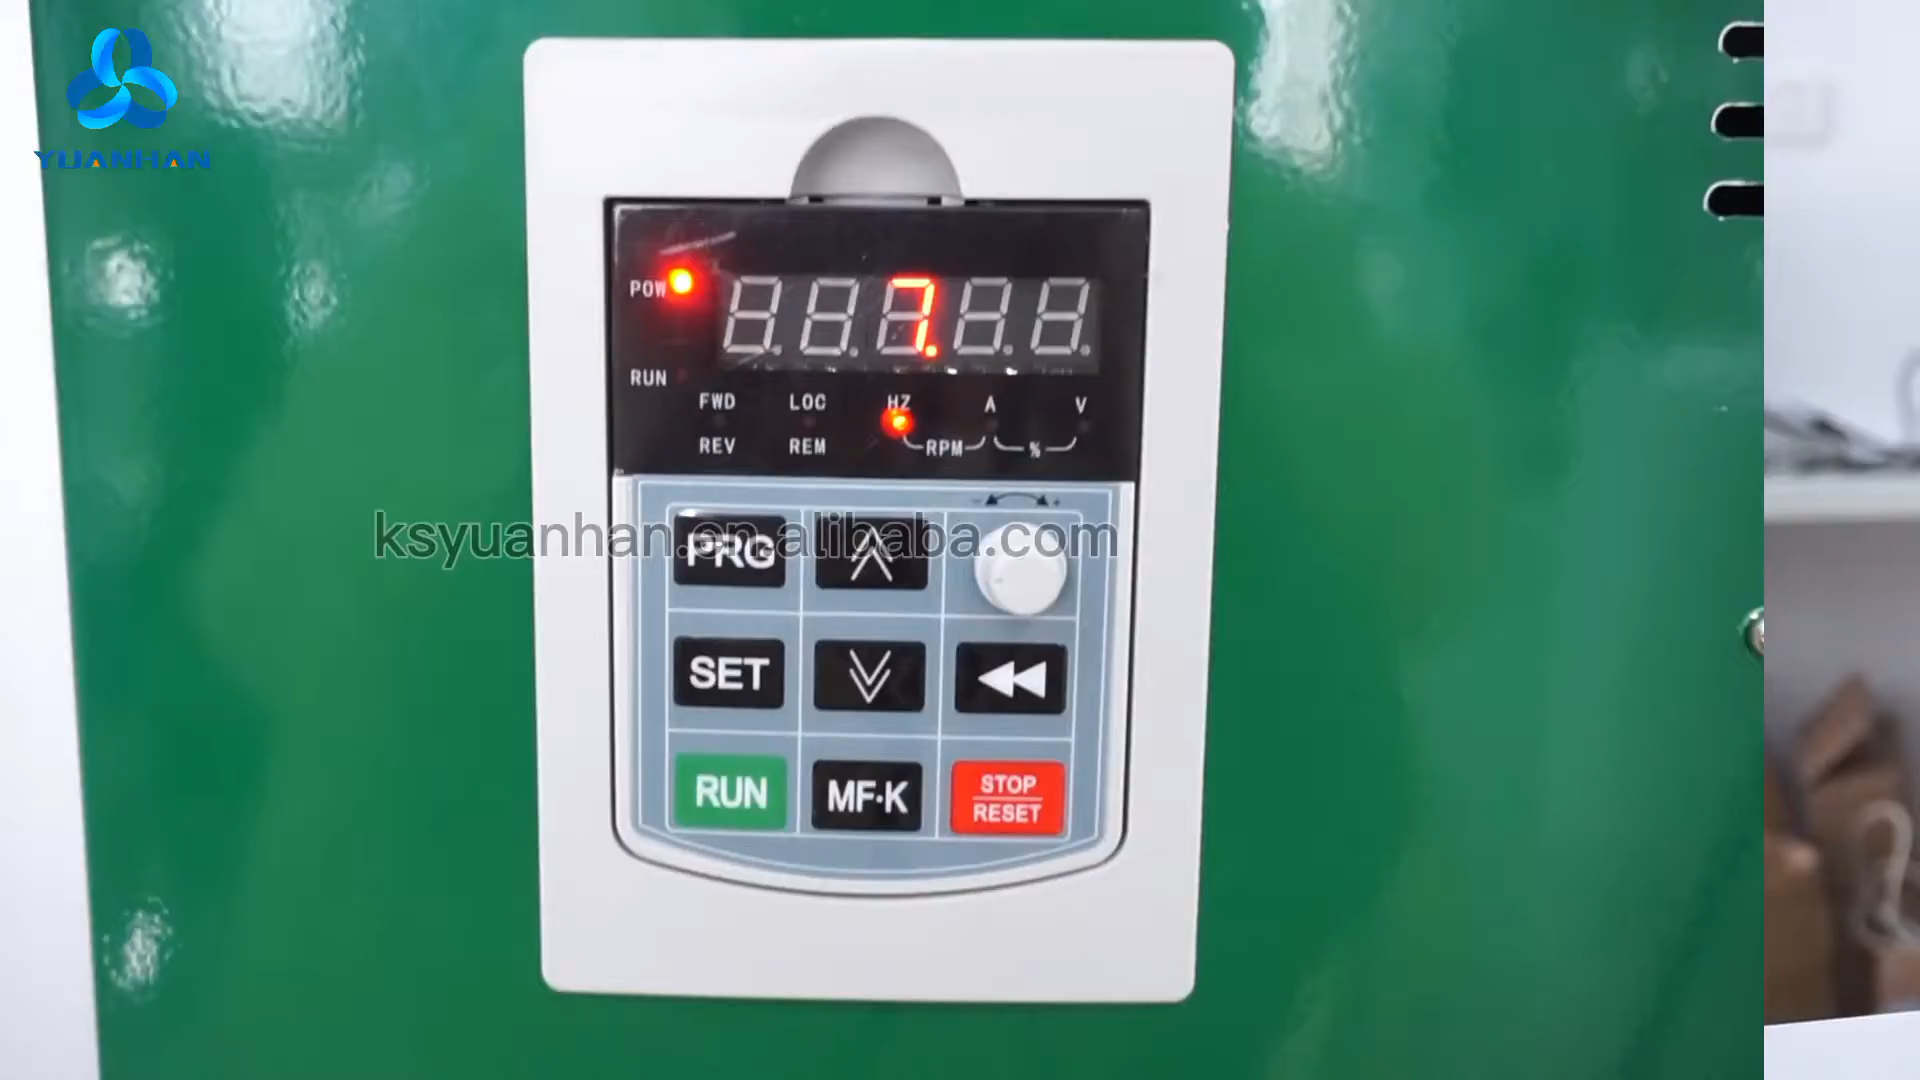 YUANHAN
POW
7.
RUN
FWD LOC HZ A V
REV REM RPM %
- +
ksyuanhan.en.alibaba.com
PRG
SET
RUN MF·K STOP
RESET